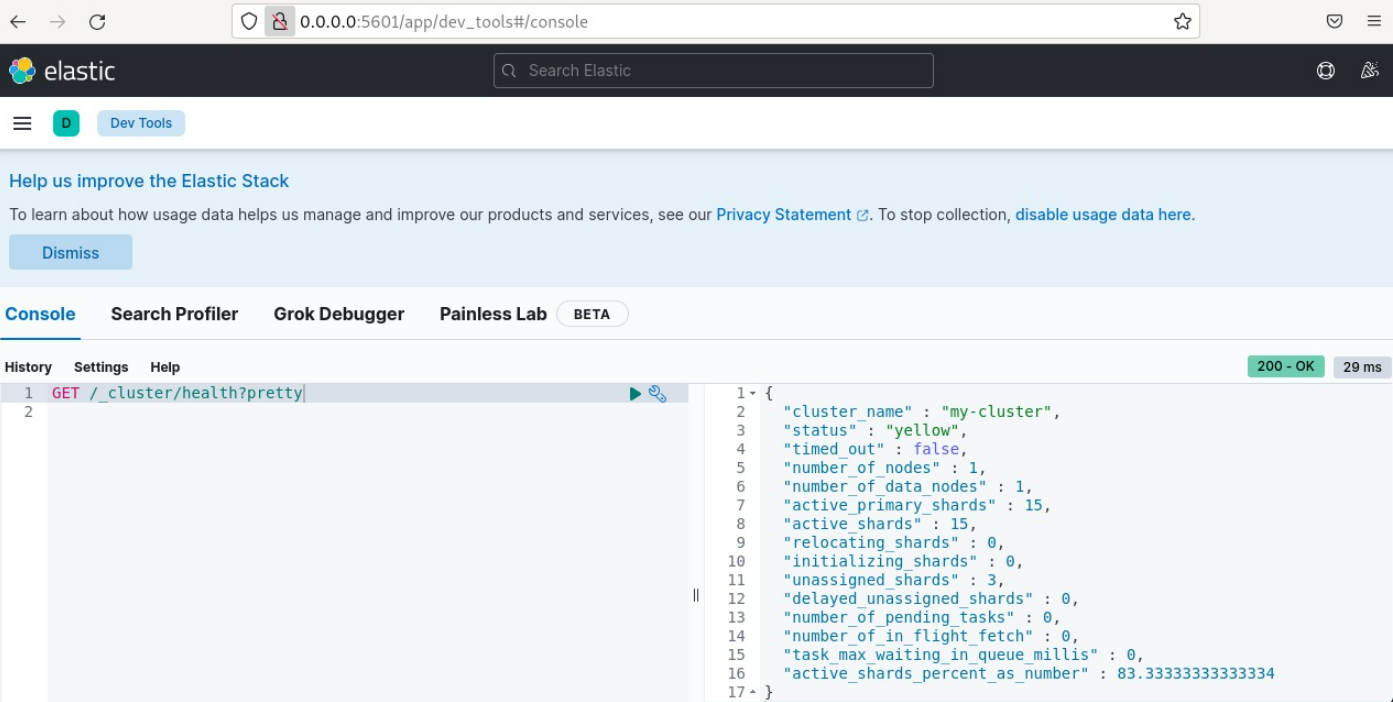 0.0.0.0:5601/app/dev_tools#/console
elastic
Search Elastic
D
Dev Tools
Help us improve the Elastic Stack
To learn about how usage data helps us manage and improve our products and services, see our Privacy Statement. To stop collection, disable usage data here.
Dismiss
Console Search Profiler Grok Debugger Painless Lab BETA
History Settings Help
200 - OK 29 ms
1 GET /_cluster/health?pretty
2
1 {
2 "cluster_name" : "my-cluster",
3 "status" : "yellow",
4 "timed_out" : false,
5 "number_of_nodes" : 1,
6 "number_of_data_nodes" : 1,
7 "active_primary_shards" : 15,
8 "active_shards" : 15,
9 "relocating_shards" : 0,
10 "initializing_shards" : 0,
11 "unassigned_shards" : 3,
12 "delayed_unassigned_shards" : 0,
13 "number_of_pending_tasks" : 0,
14 "number_of_in_flight_fetch" : 0,
15 "task_max_waiting_in_queue_millis" : 0,
16 "active_shards_percent_as_number" : 83.33333333333334
17 }